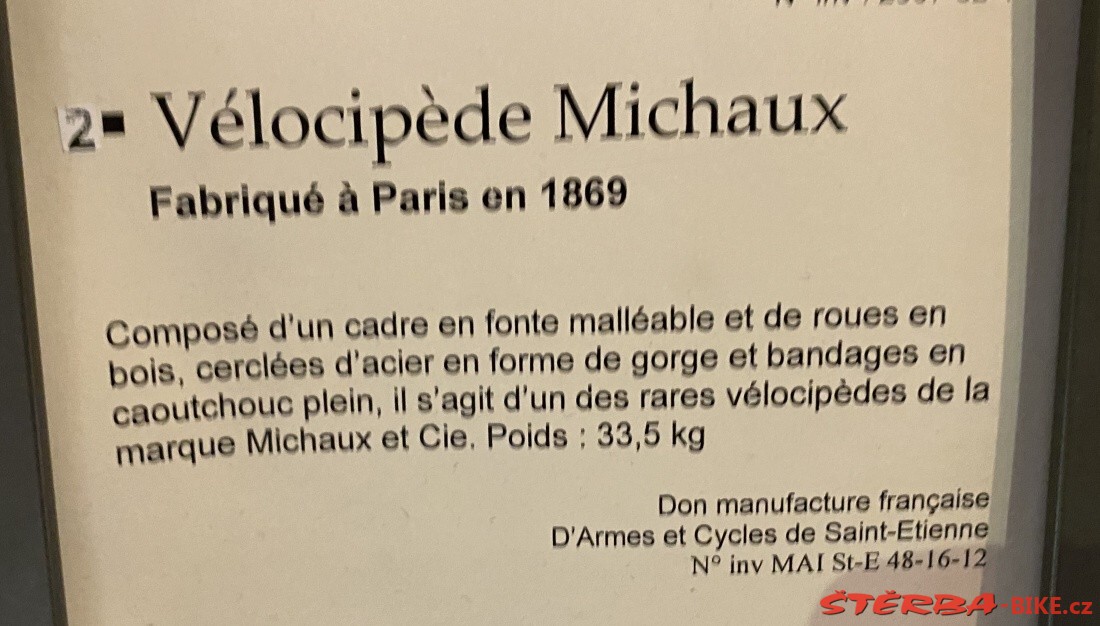 2▪ Vélocipède Michaux
Fabriqué à Paris en 1869
Composé d'un cadre en fonte malléable et de roues en
bois, cerclées d'acier en forme de gorge et bandages en
caoutchouc plein, il s'agit d'un des rares vélocipèdes de la
marque Michaux et Cie. Poids : 33,5 kg
Don manufacture française
D'Armes et Cycles de Saint-Etienne
N° inv MAI St-E 48-16-12
ŠTĚRBA-BIKE.cz